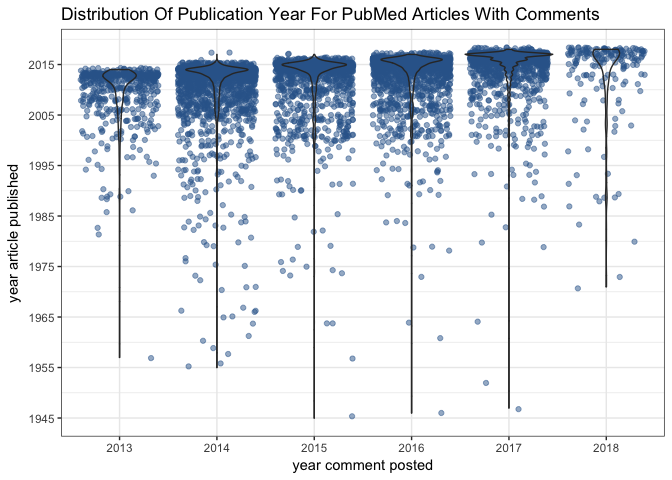 Distribution Of Publication Year For PubMed Articles With Comments
year article published
2015
2005
1995
1985
1975
1965
1955
1945
2013 2014 2015 2016 2017 2018
year comment posted